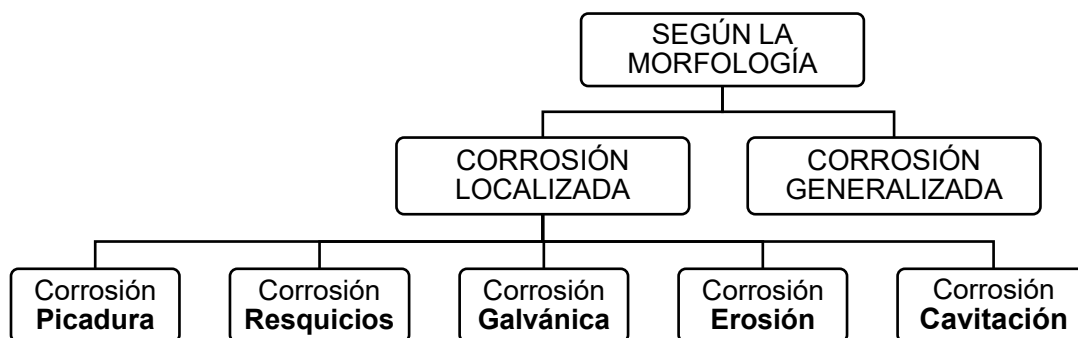 SEGÚN LA
MORFOLOGÍA
CORROSIÓN
LOCALIZADA
CORROSIÓN
GENERALIZADA
Corrosión
Picadura
Corrosión
Resquicios
Corrosión
Galvánica
Corrosión
Erosión
Corrosión
Cavitación